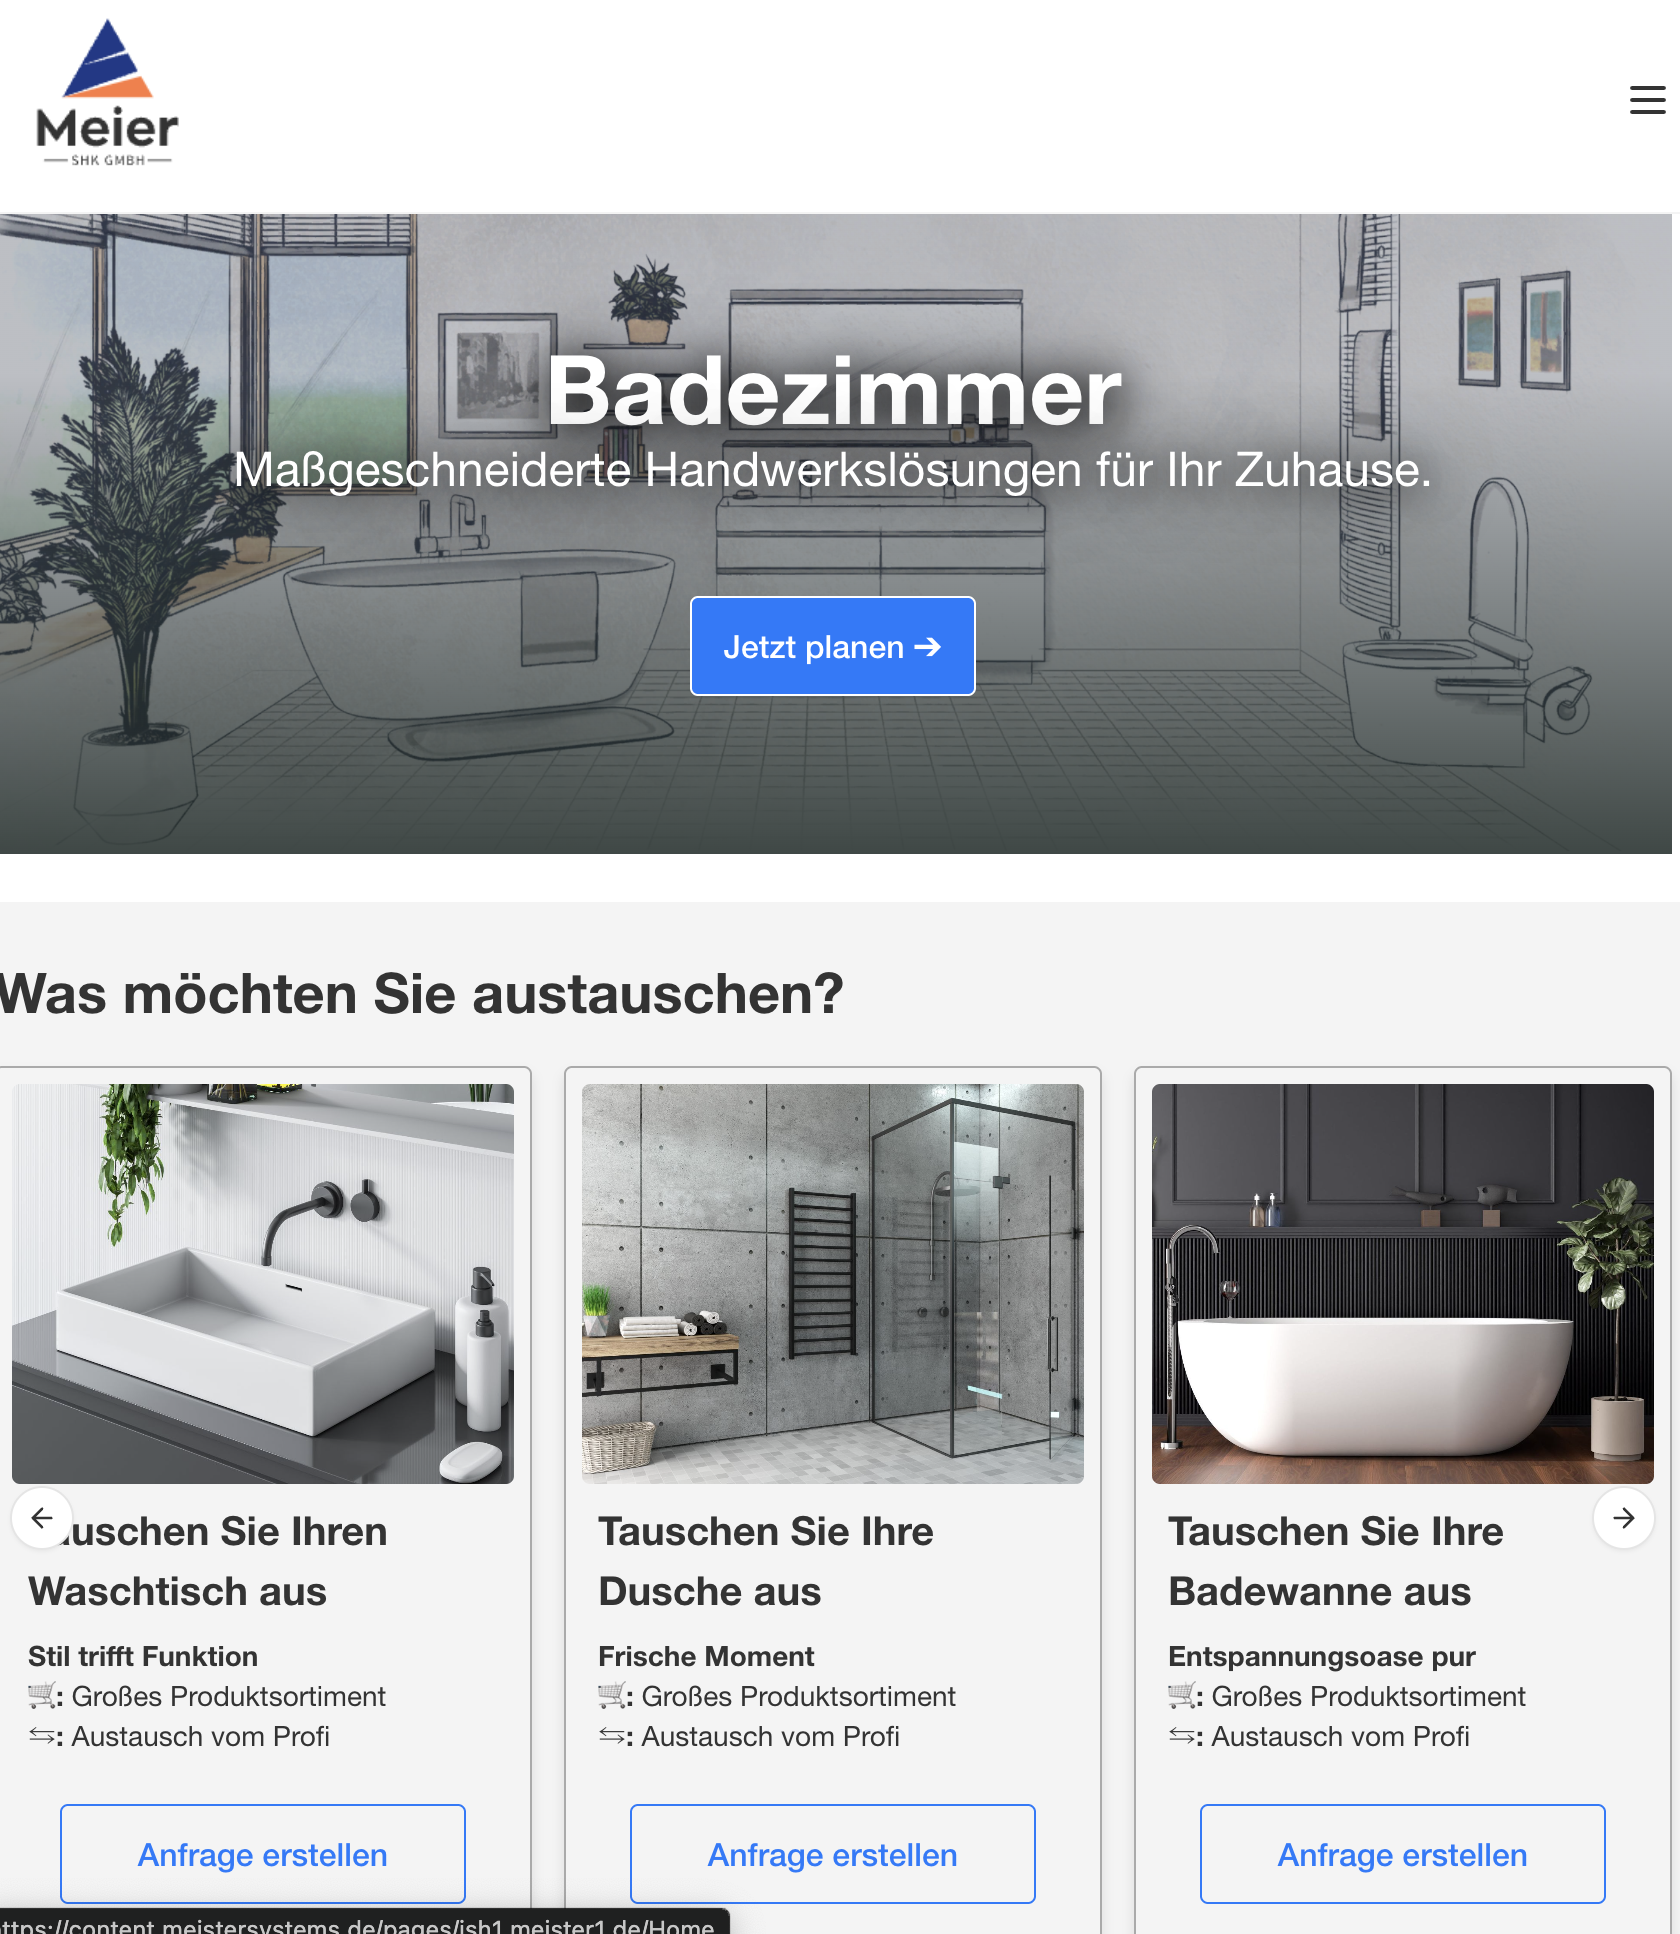 Meier
SHK GMBH
Badezimmer
Maßgeschneiderte Handwerkslösungen für Ihr Zuhause.
Jetzt planen ➔
Was möchten Sie austauschen?
Tauschen Sie Ihren
Waschtisch aus
Stil trifft Funktion
🛒: Großes Produktsortiment
⇆: Austausch vom Profi
Anfrage erstellen
Tauschen Sie Ihre
Dusche aus
Frische Moment
🛒: Großes Produktsortiment
⇆: Austausch vom Profi
Anfrage erstellen
Tauschen Sie Ihre
Badewanne aus
Entspannungsoase pur
🛒: Großes Produktsortiment
⇆: Austausch vom Profi
Anfrage erstellen
ttps://content.meistersystems.de/pages/ish1.meister1.de/Home